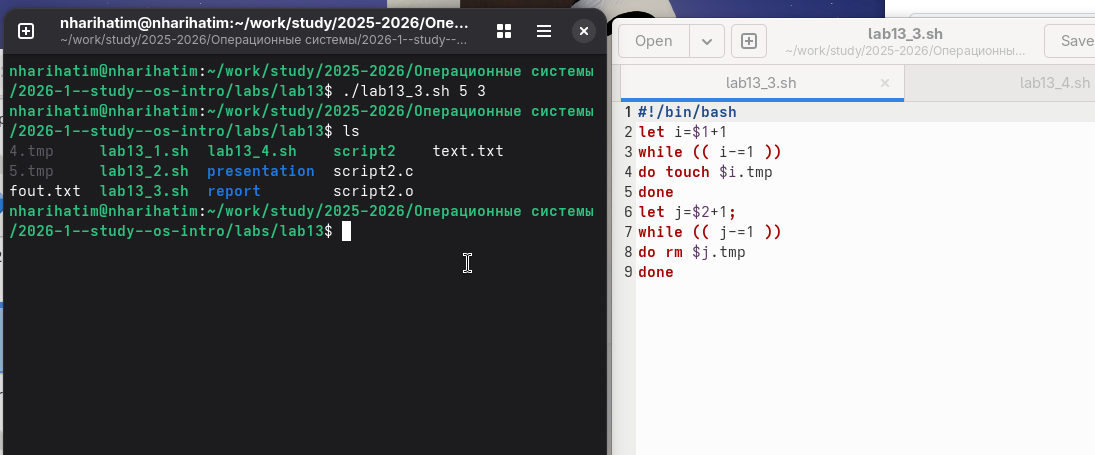 nharihatim@nharihatim:~/work/study/2025-2026/Опе...
~/work/study/2025-2026/Операционные системы/2026-1--study--...
nharihatim@nharihatim:~/work/study/2025-2026/Операционные системы
/2026-1--study--os-intro/labs/lab13$ ./lab13_3.sh 5 3
nharihatim@nharihatim:~/work/study/2025-2026/Операционные системы
/2026-1--study--os-intro/labs/lab13$ ls
4.tmp lab13_1.sh lab13_4.sh script2 text.txt
5.tmp lab13_2.sh presentation script2.c
fout.txt lab13_3.sh report script2.o
nharihatim@nharihatim:~/work/study/2025-2026/Операционные системы
/2026-1--study--os-intro/labs/lab13$
Open
lab13_3.sh
~/work/study/2025-2026/Операционны...
Save
lab13_3.sh
lab13_4.sh
1 #!/bin/bash
2 let i=$1+1
3 while (( i-=1 ))
4 do touch $i.tmp
5 done
6 let j=$2+1;
7 while (( j-=1 ))
8 do rm $j.tmp
9 done